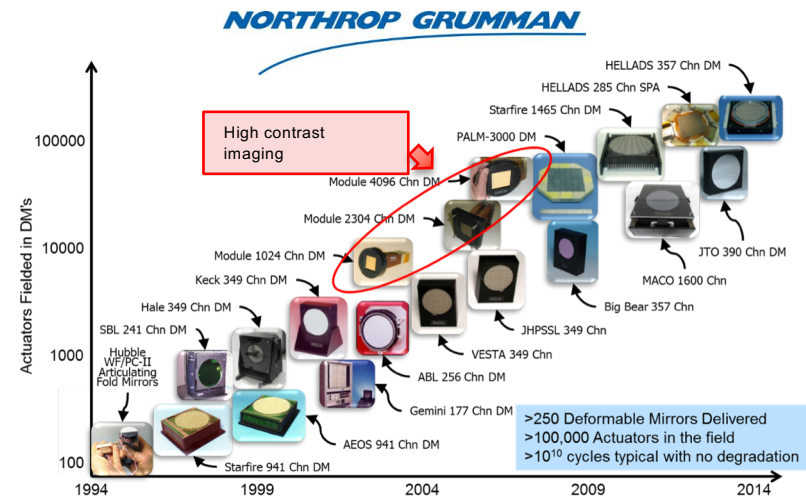 NORTHROP GRUMMAN
HELLADS 357 Chn DM
HELLADS 285 Chn SPA
Starfire 1465 Chn DM
High contrast
imaging
PALM-3000 DM
100000
Module 4096 Chn DM
Module 2304 Chn DM
10000
Module 1024 Chn DM
JTO 390 Chn DM
Keck 349 Chn DM
MACO 1600 Chn
Hale 349 Chn DM
Big Bear 357 Chn
SBL 241 Chn DM
JHPSSL 349 Chn
Hubble
WF/PC-II
Articulating
Fold Mirrors
1000
VESTA 349 Chn
ABL 256 Chn DM
Gemini 177 Chn DM
AEOS 941 Chn DM
Starfire 941 Chn DM
100
Actuators Fielded in DM's
>250 Deformable Mirrors Delivered
>100,000 Actuators in the field
>10¹⁰ cycles typical with no degradation
1994
1999
2004
2009
2014